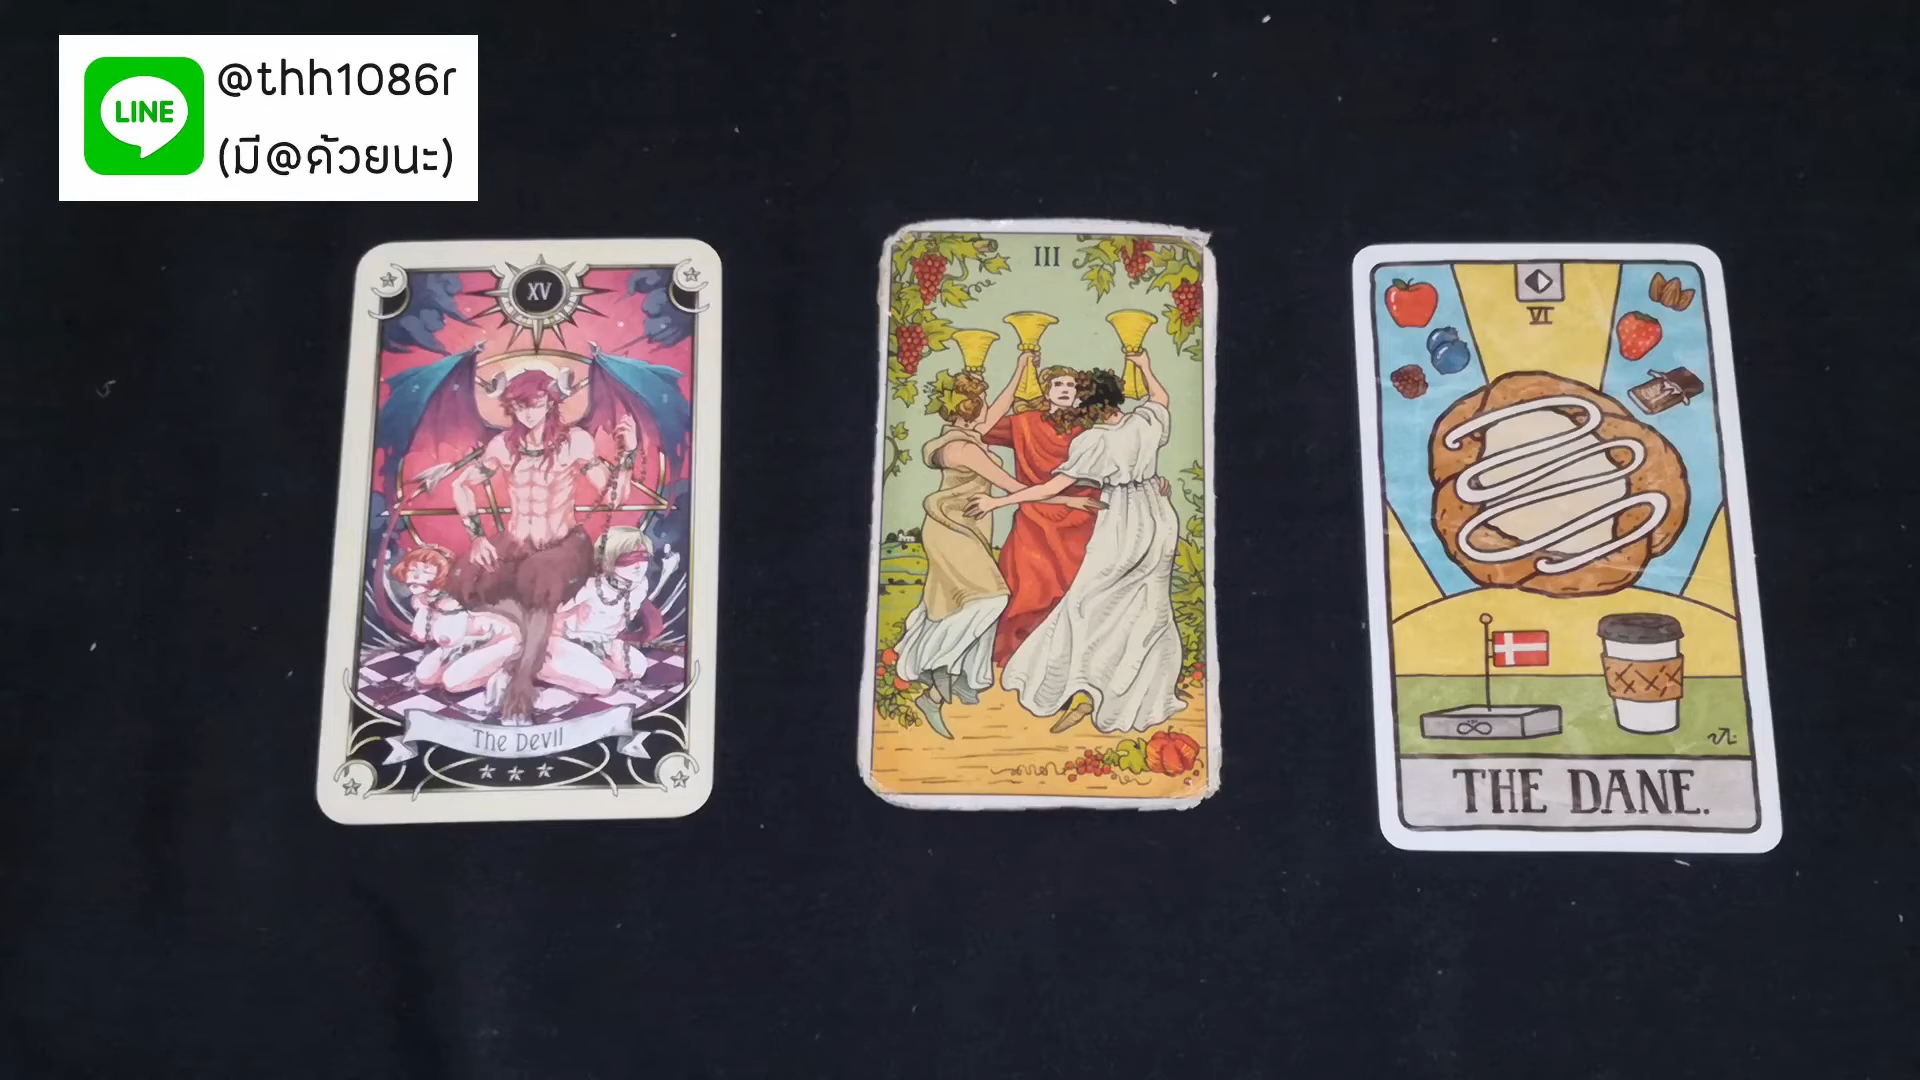 LINE
@thh1086r
(มี@ด้วยนะ)
XV
The Devil
III
VI
THE DANE.